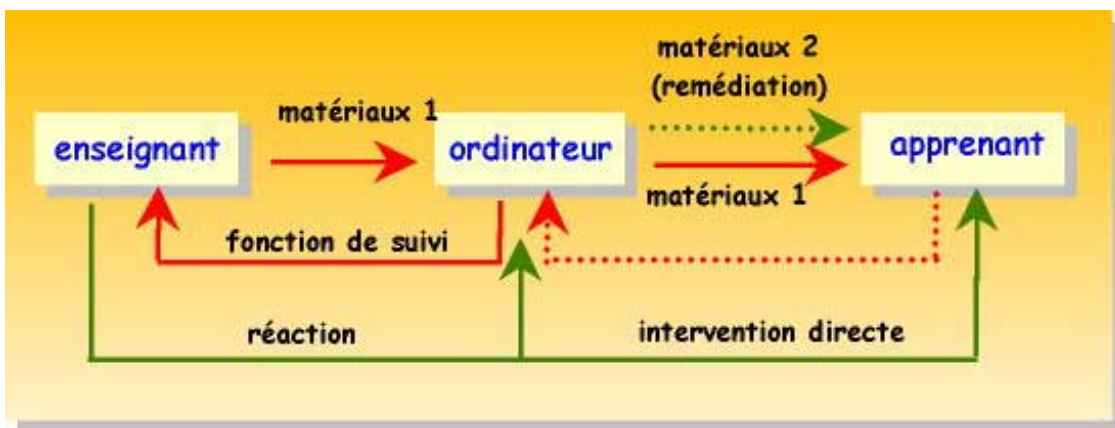 matériaux 2
(remédiation)
matériaux 1
enseignant
ordinateur
apprenant
matériaux 1
fonction de suivi
réaction
intervention directe